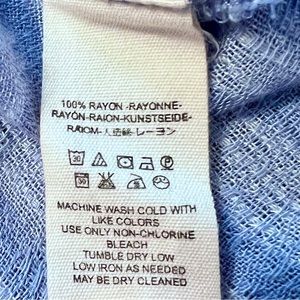 100% RAYON -RAYONNE-
RAYÓN-RAION-KUNSTSEIDE-
RAIOM-人造絲-レーヨン
30
MACHINE WASH COLD WITH
LIKE COLORS
USE ONLY NON-CHLORINE
BLEACH
TUMBLE DRY LOW
LOW IRON AS NEEDED
MAY BE DRY CLEANED